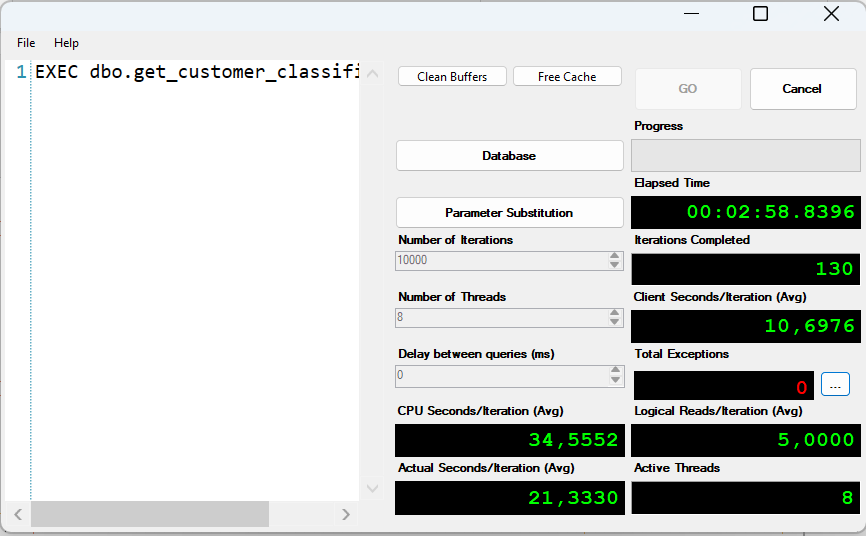 File Help
1 EXEC dbo.get_customer_classifi
Clean Buffers
Free Cache
GO
Cancel
Progress
Database
Elapsed Time
00:02:58.8396
Parameter Substitution
Number of Iterations
10000
Iterations Completed
130
Number of Threads
8
Client Seconds/Iteration (Avg)
10,6976
Delay between queries (ms)
0
Total Exceptions
0
...
CPU Seconds/Iteration (Avg)
34,5552
Logical Reads/Iteration (Avg)
5,0000
Actual Seconds/Iteration (Avg)
21,3330
Active Threads
8